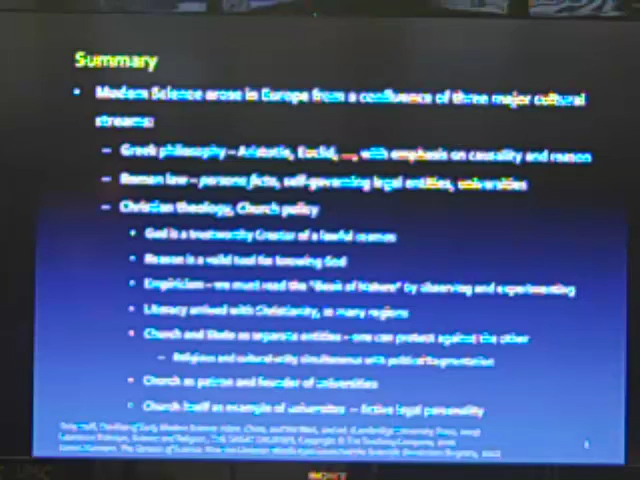 Summary
• Modern Science arose in Europe from a confluence of three major cultural
streams:
– Greek philosophy – Aristotle, Euclid, ..., with emphasis on causality and reason
– Roman law – persona ficta, self-governing legal entities, universities
– Christian theology, Church policy
• God is a trustworthy Creator of a lawful cosmos
• Reason is a valid tool for knowing God
• Empiricism – we must read the "Book of Nature" by observing and experimenting
• Literacy arrived with Christianity, in many regions
• Church and State as separate entities – one can protest against the other
– Religious and cultural unity simultaneous with political fragmentation
• Church as patron and founder of universities
• Church itself as example of universitas – fictive legal personality
SONY